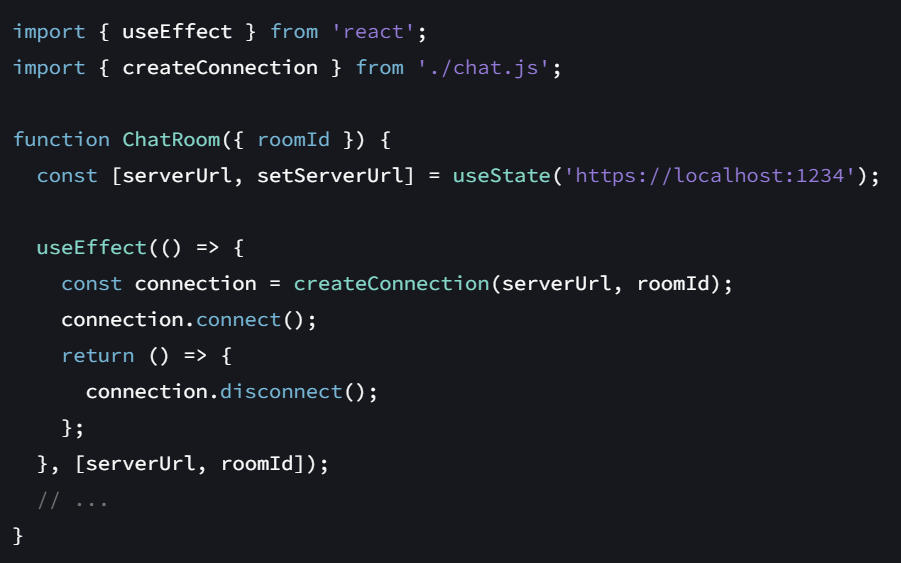 import { useEffect } from 'react';
import { createConnection } from './chat.js';

function ChatRoom({ roomId }) {
  const [serverUrl, setServerUrl] = useState('https://localhost:1234');

  useEffect(() => {
    const connection = createConnection(serverUrl, roomId);
    connection.connect();
    return () => {
      connection.disconnect();
    };
  }, [serverUrl, roomId]);
  // ...
}